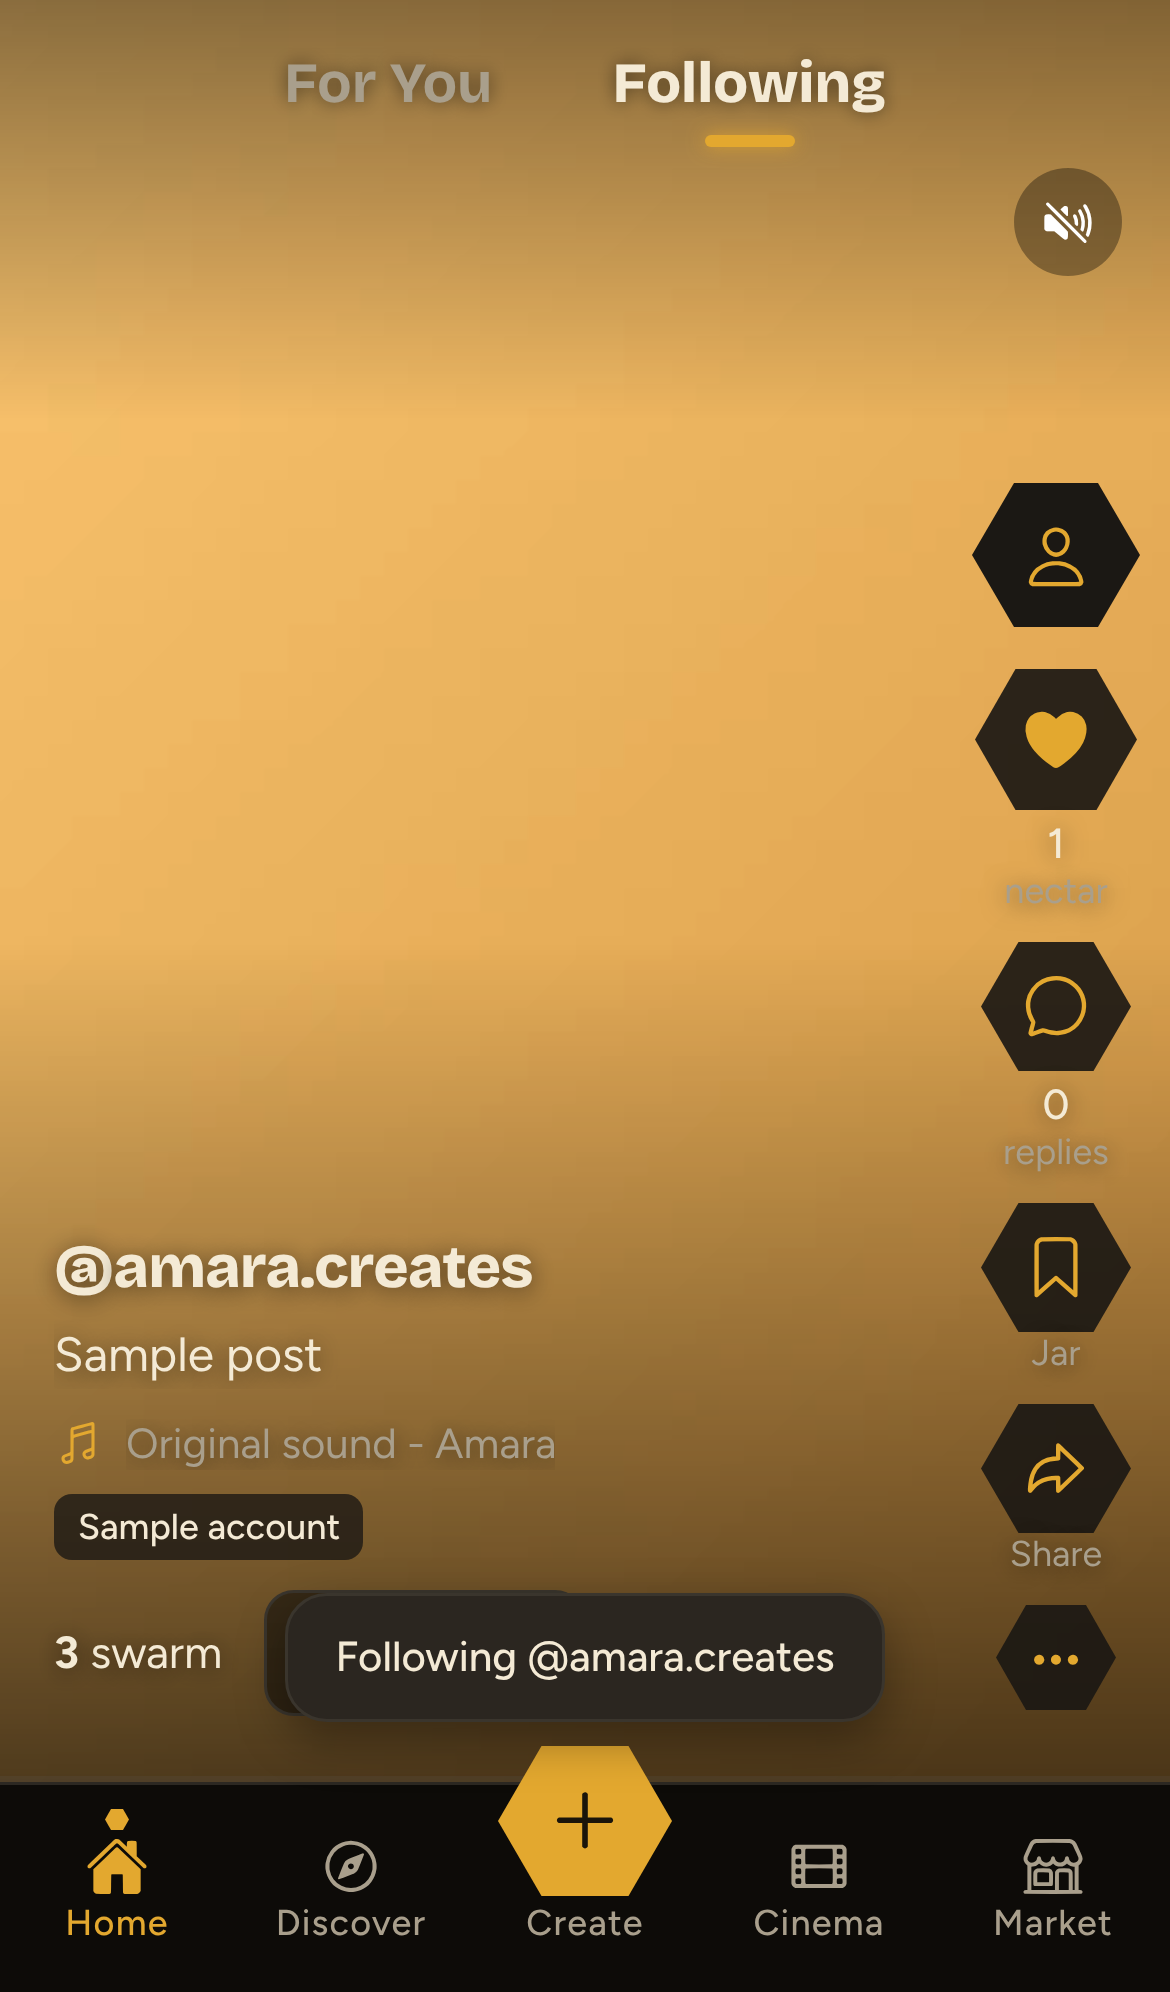 For You Following
1
nectar
0
replies
@amara.creates
Sample post
Jar
Original sound - Amara
Sample account
Share
3 swarm
Following @amara.creates
Home Discover Create Cinema Market